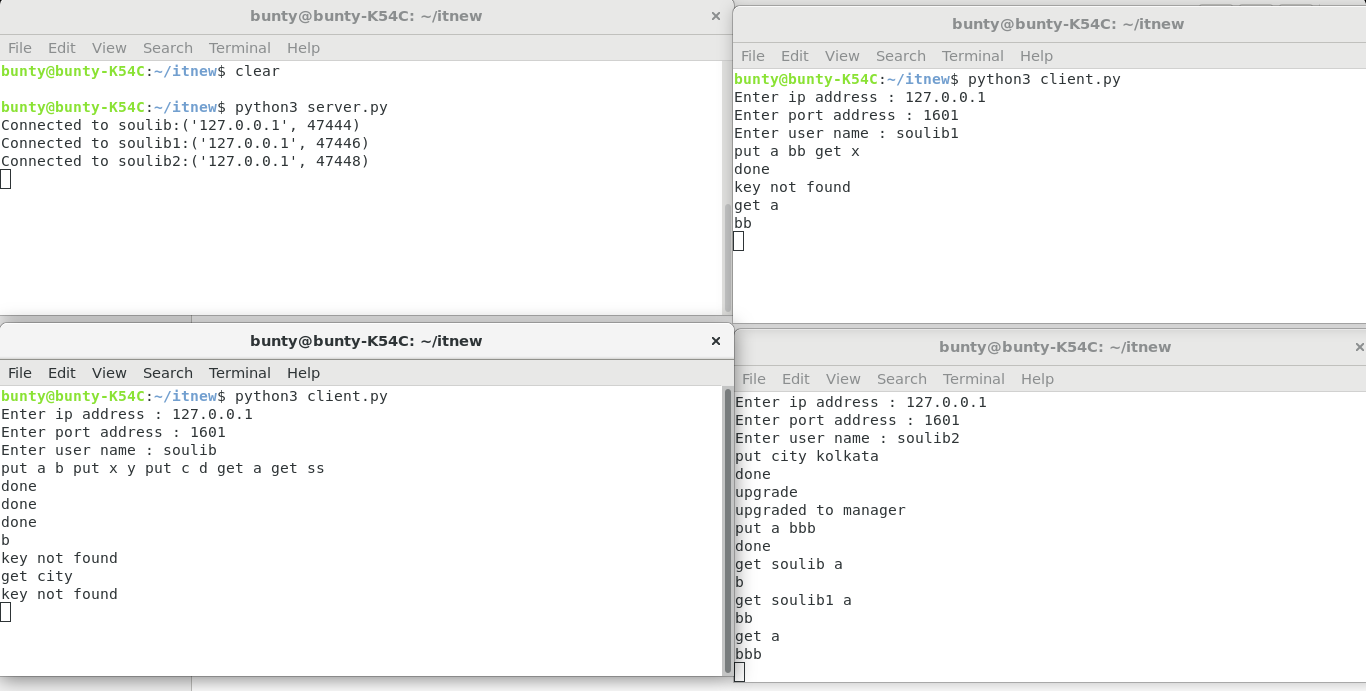 bunty@bunty-K54C: ~/itnew ×
File Edit View Search Terminal Help
bunty@bunty-K54C:~/itnew$ clear
bunty@bunty-K54C:~/itnew$ python3 server.py
Connected to soulib:('127.0.0.1', 47444)
Connected to soulib1:('127.0.0.1', 47446)
Connected to soulib2:('127.0.0.1', 47448)
bunty@bunty-K54C: ~/itnew
File Edit View Search Terminal Help
bunty@bunty-K54C:~/itnew$ python3 client.py
Enter ip address : 127.0.0.1
Enter port address : 1601
Enter user name : soulib1
put a bb get x
done
key not found
get a
bb
bunty@bunty-K54C: ~/itnew ×
File Edit View Search Terminal Help
bunty@bunty-K54C:~/itnew$ python3 client.py
Enter ip address : 127.0.0.1
Enter port address : 1601
Enter user name : soulib
put a b put x y put c d get a get ss
done
done
done
b
key not found
get city
key not found
bunty@bunty-K54C: ~/itnew ×
File Edit View Search Terminal Help
Enter ip address : 127.0.0.1
Enter port address : 1601
Enter user name : soulib2
put city kolkata
done
upgrade
upgraded to manager
put a bbb
done
get soulib a
b
get soulib1 a
bb
get a
bbb